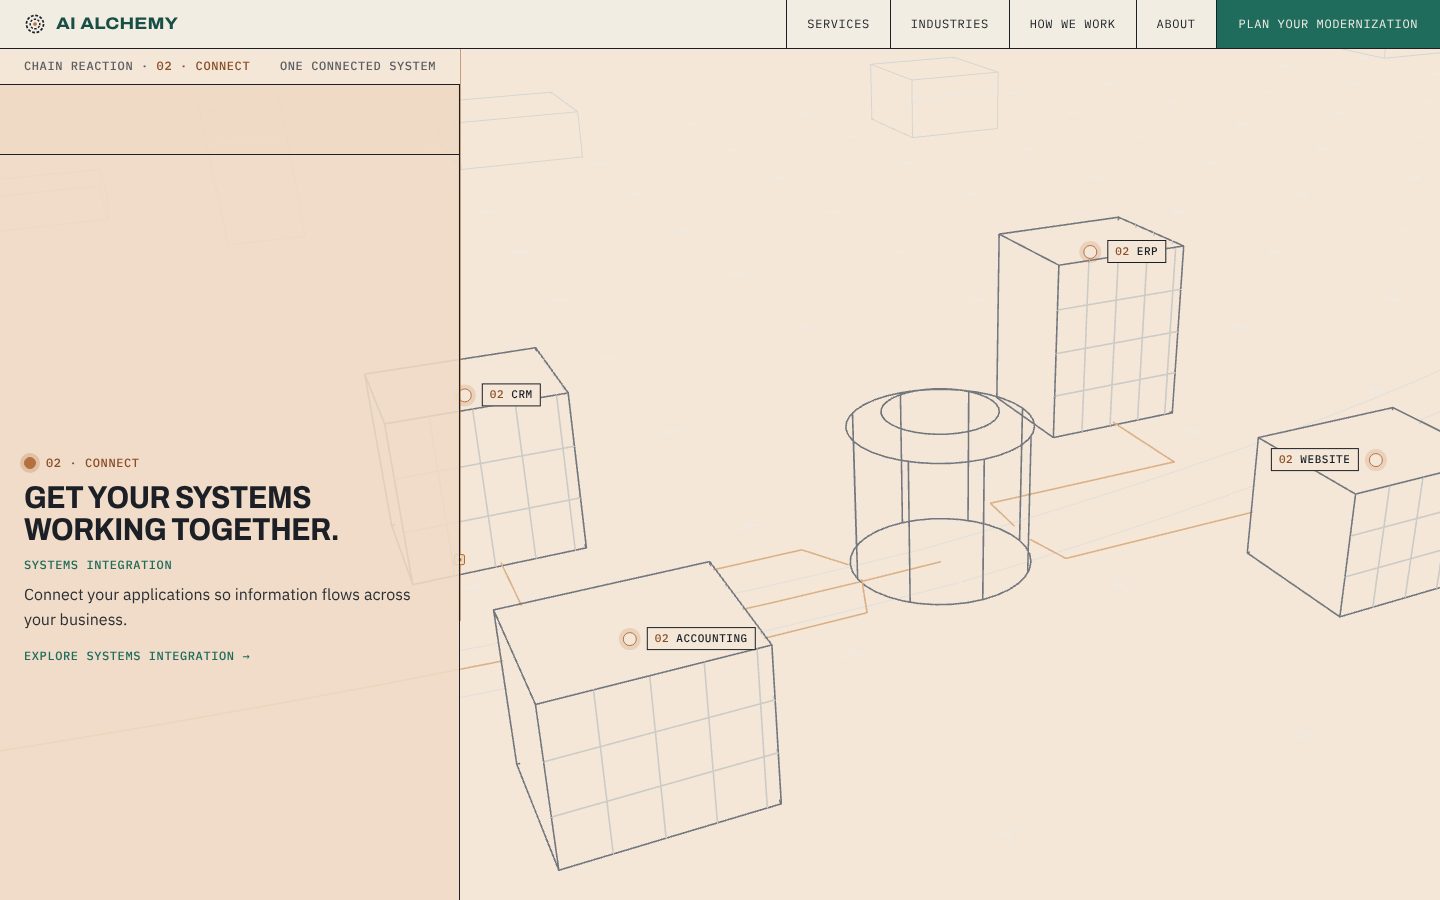 AI ALCHEMY
SERVICES
INDUSTRIES
HOW WE WORK
ABOUT
PLAN YOUR MODERNIZATION
CHAIN REACTION · 02 · CONNECT
ONE CONNECTED SYSTEM
02 ERP
02 CRM
02 WEBSITE
02 · CONNECT
GET YOUR SYSTEMS
WORKING TOGETHER.
SYSTEMS INTEGRATION
Connect your applications so information flows across
your business.
02 ACCOUNTING
EXPLORE SYSTEMS INTEGRATION →